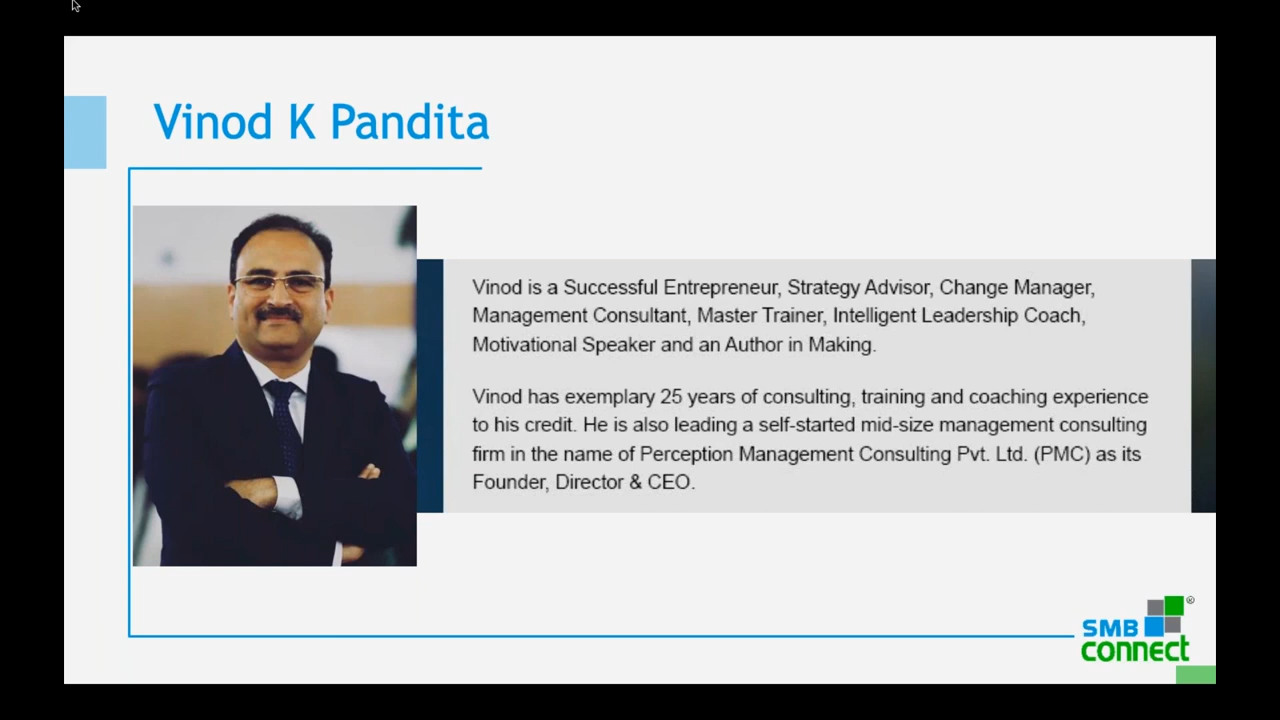 Vinod K Pandita
Vinod is a Successful Entrepreneur, Strategy Advisor, Change Manager,
Management Consultant, Master Trainer, Intelligent Leadership Coach,
Motivational Speaker and an Author in Making.
Vinod has exemplary 25 years of consulting, training and coaching experience
to his credit. He is also leading a self-started mid-size management consulting
firm in the name of Perception Management Consulting Pvt. Ltd. (PMC) as its
Founder, Director & CEO.
SMB ®
connect